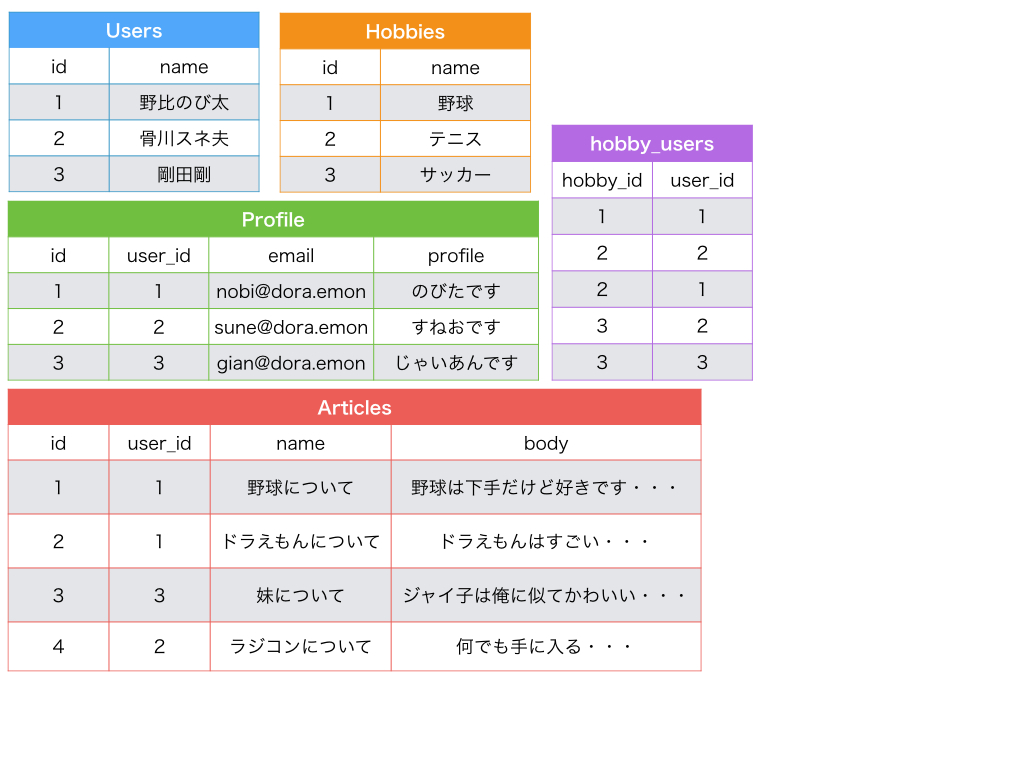 Users
id name
1 野比のび太
2 骨川スネ夫
3 剛田剛
Hobbies
id name
1 野球
2 テニス
3 サッカー
hobby_users
hobby_id user_id
1 1
2 2
2 1
3 2
3 3
Profile
id user_id email profile
1 1 nobi@dora.emon のびたです
2 2 sune@dora.emon すねおです
3 3 gian@dora.emon じゃいあんです
Articles
id user_id name body
1 1 野球について 野球は下手だけど好きです・・・
2 1 ドラえもんについて ドラえもんはすごい・・・
3 3 妹について ジャイ子は俺に似てかわいい・・・
4 2 ラジコンについて 何でも手に入る・・・